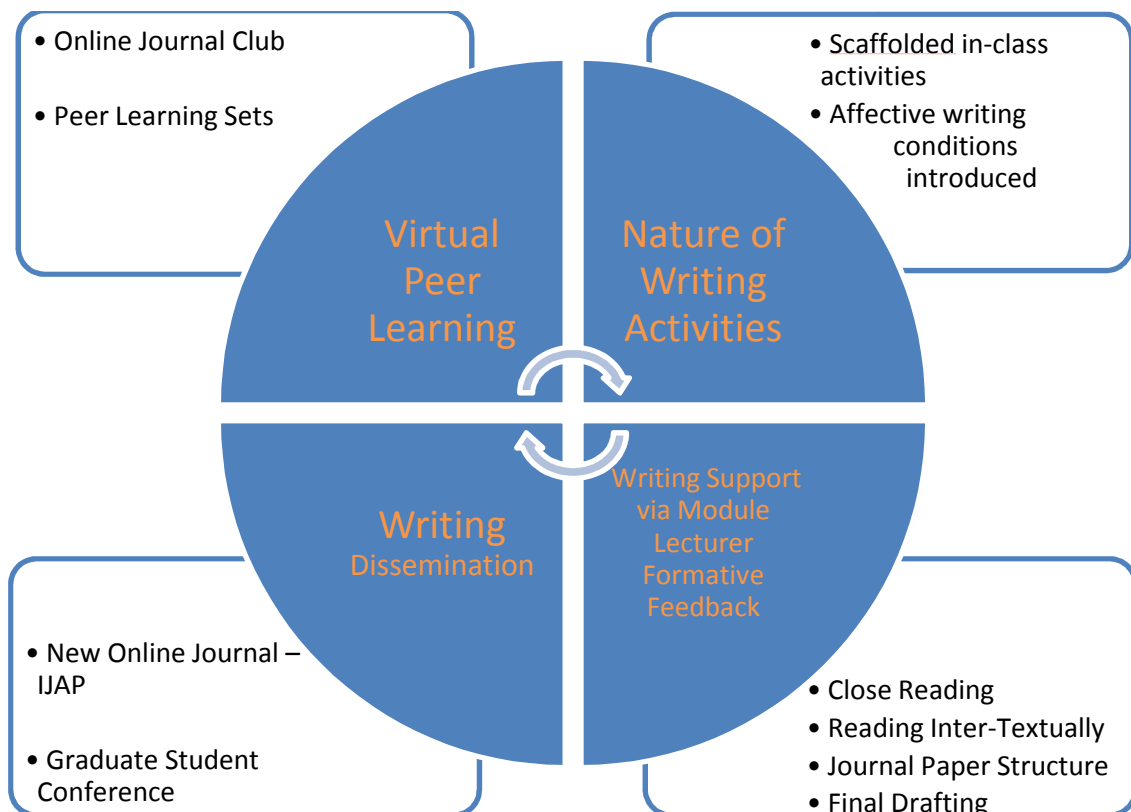 • Online Journal Club
• Peer Learning Sets
• Scaffolded in-class
activities
• Affective writing
conditions
introduced
Virtual
Peer
Learning
Nature of
Writing
Activities
Writing
Dissemination
Writing Support
via Module
Lecturer
Formative
Feedback
• New Online Journal –
IJAP
• Graduate Student
Conference
• Close Reading
• Reading Inter-Textually
• Journal Paper Structure
• Final Drafting